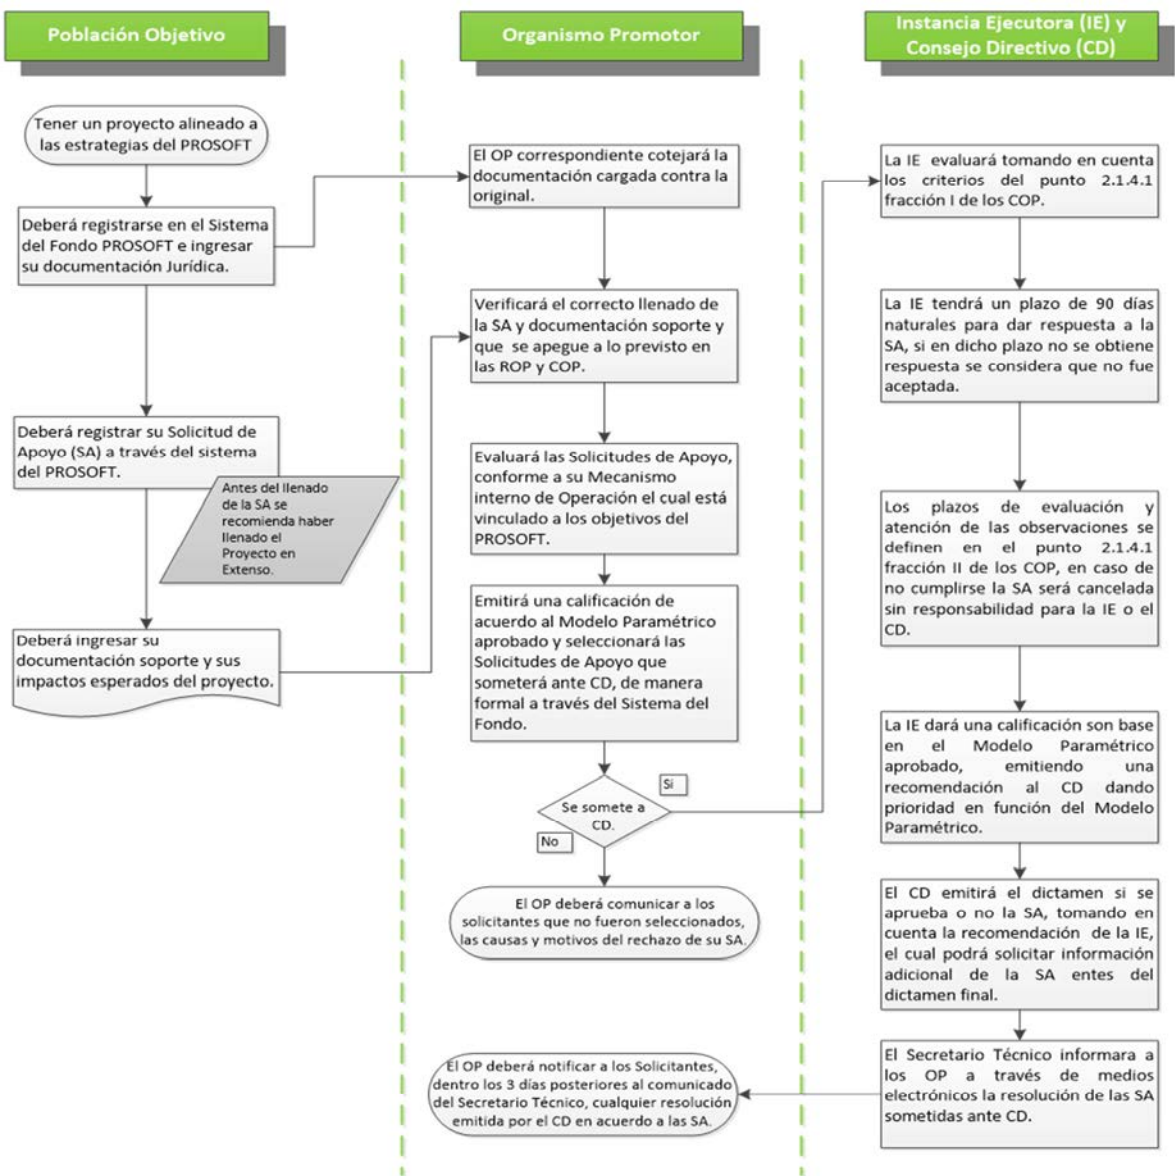 Población Objetivo
Tener un proyecto alineado a
las estrategias del PROSOFT
Deberá registrarse en el Sistema
del Fondo PROSOFT e ingresar
su documentación Jurídica.
Deberá registrar su Solicitud de
Apoyo (SA) a través del sistema
del PROSOFT.
Antes del llenado
de la SA se
recomienda haber
llenado el
Proyecto en
Extenso.
Deberá ingresar su
documentación soporte y sus
impactos esperados del proyecto.
Organismo Promotor
El OP correspondiente cotejará la
documentación cargada contra la
original.
Verificará el correcto llenado de
la SA y documentación soporte y
que se apegue a lo previsto en
las ROP y COP.
Evaluará las Solicitudes de Apoyo,
conforme a su Mecanismo
interno de Operación el cual está
vinculado a los objetivos del
PROSOFT.
Emitirá una calificación de
acuerdo al Modelo Paramétrico
aprobado y seleccionará las
Solicitudes de Apoyo que
someterá ante CD, de manera
formal a través del Sistema del
Fondo.
Se somete a
CD.
Si
No
El OP deberá comunicar a los
solicitantes que no fueron seleccionados,
las causas y motivos del rechazo de su SA.
El OP deberá notificar a los Solicitantes,
dentro los 3 días posteriores al comunicado
del Secretario Técnico, cualquier resolución
emitida por el CD en acuerdo a las SA.
Instancia Ejecutora (IE) y
Consejo Directivo (CD)
La IE evaluará tomando en cuenta
los criterios del punto 2.1.4.1
fracción I de los COP.
La IE tendrá un plazo de 90 días
naturales para dar respuesta a la
SA, si en dicho plazo no se obtiene
respuesta se considera que no fue
aceptada.
Los plazos de evaluación y
atención de las observaciones se
definen en el punto 2.1.4.1
fracción II de los COP, en caso de
no cumplirse la SA será cancelada
sin responsabilidad para la IE o el
CD.
La IE dará una calificación son base
en el Modelo Paramétrico
aprobado, emitiendo una
recomendación al CD dando
prioridad en función del Modelo
Paramétrico.
El CD emitirá el dictamen si se
aprueba o no la SA, tomando en
cuenta la recomendación de la IE,
el cual podrá solicitar información
adicional de la SA entes del
dictamen final.
El Secretario Técnico informara a
los OP a través de medios
electrónicos la resolución de las SA
sometidas ante CD.